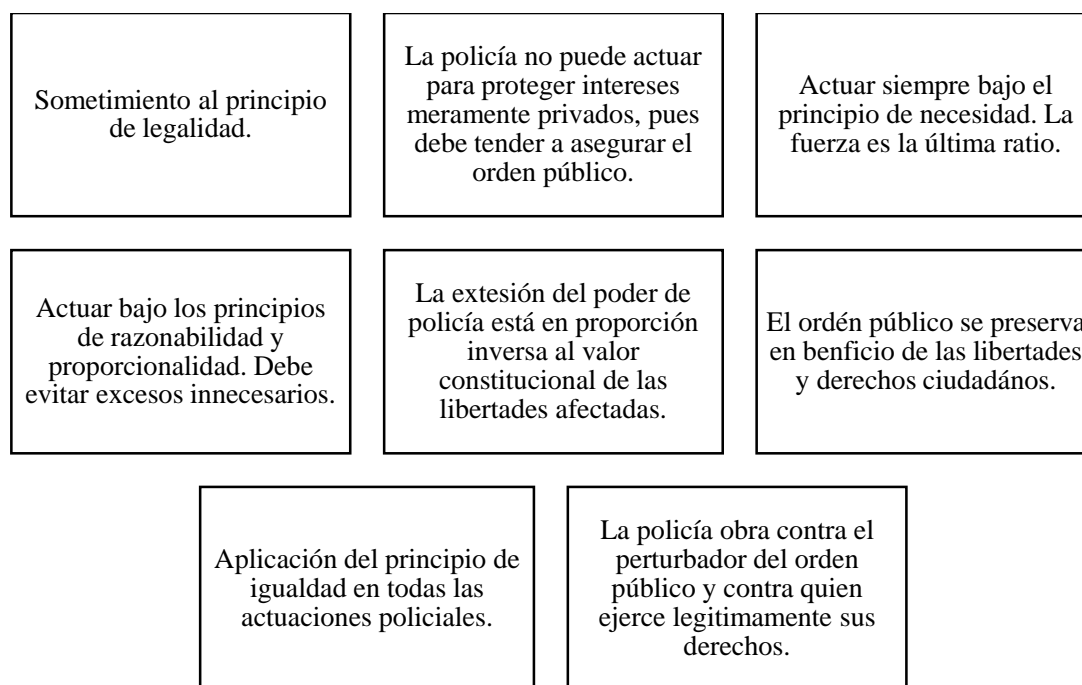 Sometimiento al principio
de legalidad.
La policía no puede actuar
para proteger intereses
meramente privados, pues
debe tender a asegurar el
orden público.
Actuar siempre bajo el
principio de necesidad. La
fuerza es la última ratio.
Actuar bajo los principios
de razonabilidad y
proporcionalidad. Debe
evitar excesos innecesarios.
La extesión del poder de
policía está en proporción
inversa al valor
constitucional de las
libertades afectadas.
El ordén público se preserva
en benficio de las libertades
y derechos ciudadános.
Aplicación del principio de
igualdad en todas las
actuaciones policiales.
La policía obra contra el
perturbador del orden
público y contra quien
ejerce legitimamente sus
derechos.